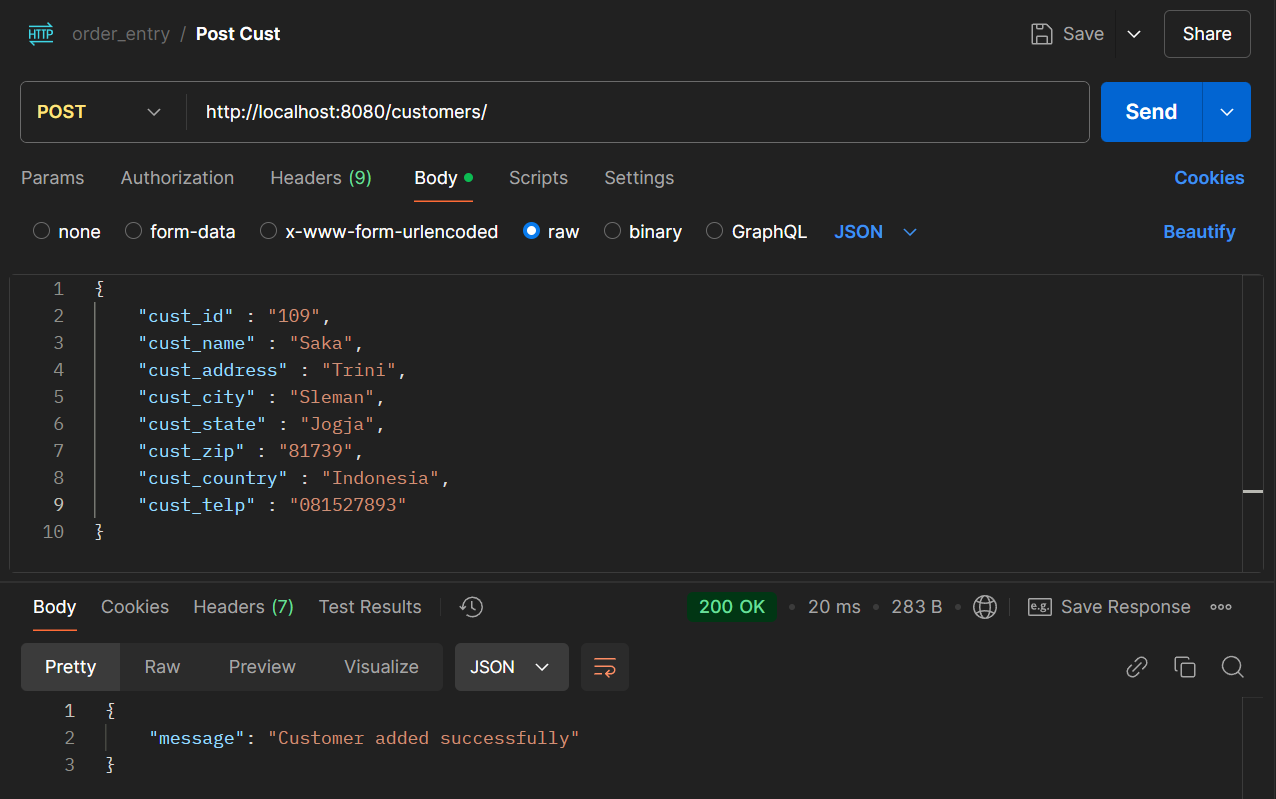 HTTP order_entry / Post Cust Save Share
POST http://localhost:8080/customers/ Send
Params Authorization Headers (9) Body Scripts Settings Cookies
none form-data x-www-form-urlencoded raw binary GraphQL JSON Beautify
1 {
2 "cust_id" : "109",
3 "cust_name" : "Saka",
4 "cust_address" : "Trini",
5 "cust_city" : "Sleman",
6 "cust_state" : "Jogja",
7 "cust_zip" : "81739",
8 "cust_country" : "Indonesia",
9 "cust_telp" : "081527893"
10 }
Body Cookies Headers (7) Test Results 200 OK • 20 ms • 283 B • e.g. Save Response
Pretty Raw Preview Visualize JSON
1 {
2 "message": "Customer added successfully"
3 }